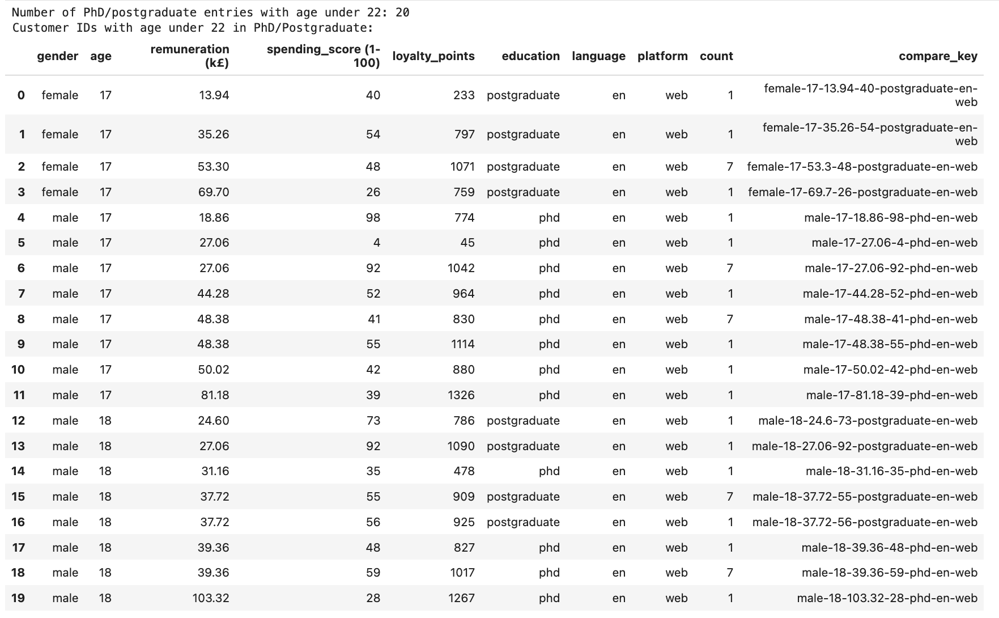 Number of PhD/postgraduate entries with age under 22: 20
Customer IDs with age under 22 in PhD/Postgraduate:
gender age remuneration (k£) spending_score (1-100) loyalty_points education language platform count compare_key
0 female 17 13.94 40 233 postgraduate en web 1 female-17-13.94-40-postgraduate-en-web
1 female 17 35.26 54 797 postgraduate en web 1 female-17-35.26-54-postgraduate-en-web
2 female 17 53.30 48 1071 postgraduate en web 7 female-17-53.3-48-postgraduate-en-web
3 female 17 69.70 26 759 postgraduate en web 1 female-17-69.7-26-postgraduate-en-web
4 male 17 18.86 98 774 phd en web 1 male-17-18.86-98-phd-en-web
5 male 17 27.06 4 45 phd en web 1 male-17-27.06-4-phd-en-web
6 male 17 27.06 92 1042 phd en web 7 male-17-27.06-92-phd-en-web
7 male 17 44.28 52 964 phd en web 1 male-17-44.28-52-phd-en-web
8 male 17 48.38 41 830 phd en web 7 male-17-48.38-41-phd-en-web
9 male 17 48.38 55 1114 phd en web 1 male-17-48.38-55-phd-en-web
10 male 17 50.02 42 880 phd en web 1 male-17-50.02-42-phd-en-web
11 male 17 81.18 39 1326 phd en web 1 male-17-81.18-39-phd-en-web
12 male 18 24.60 73 786 postgraduate en web 1 male-18-24.6-73-postgraduate-en-web
13 male 18 27.06 92 1090 postgraduate en web 1 male-18-27.06-92-postgraduate-en-web
14 male 18 31.16 35 478 phd en web 1 male-18-31.16-35-phd-en-web
15 male 18 37.72 55 909 postgraduate en web 7 male-18-37.72-55-postgraduate-en-web
16 male 18 37.72 56 925 postgraduate en web 1 male-18-37.72-56-postgraduate-en-web
17 male 18 39.36 48 827 phd en web 1 male-18-39.36-48-phd-en-web
18 male 18 39.36 59 1017 phd en web 7 male-18-39.36-59-phd-en-web
19 male 18 103.32 28 1267 phd en web 1 male-18-103.32-28-phd-en-web